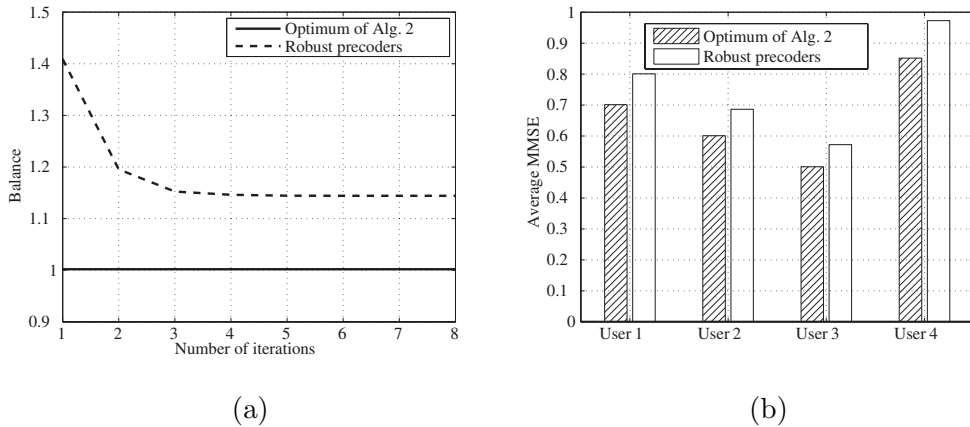 1.5
1.4
1.3
1.2
1.1
1
0.9
Balance
Optimum of Alg. 2
Robust precoders
1 2 3 4 5 6 7 8
Number of iterations
(a)
1
0.9
0.8
0.7
0.6
0.5
0.4
0.3
0.2
0.1
0
Average MMSE
Optimum of Alg. 2
Robust precoders
User 1 User 2 User 3 User 4
(b)